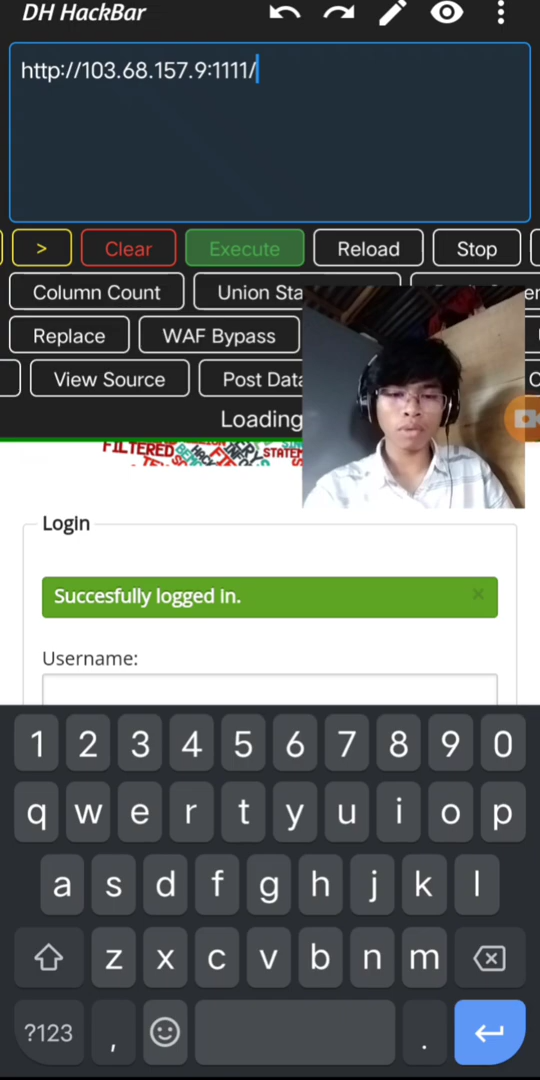 DH HackBar
http://103.68.157.9:1111/
> Clear Execute Reload Stop
Column Count Union Sta
Replace WAF Bypass
View Source Post Data
Loading
FILTERED STATEM
Login
Succesfully logged in. ×
Username:
1 2 3 4 5 6 7 8 9 0
q w e r t y u i o p
a s d f g h j k l
z x c v b n m
?123 , .